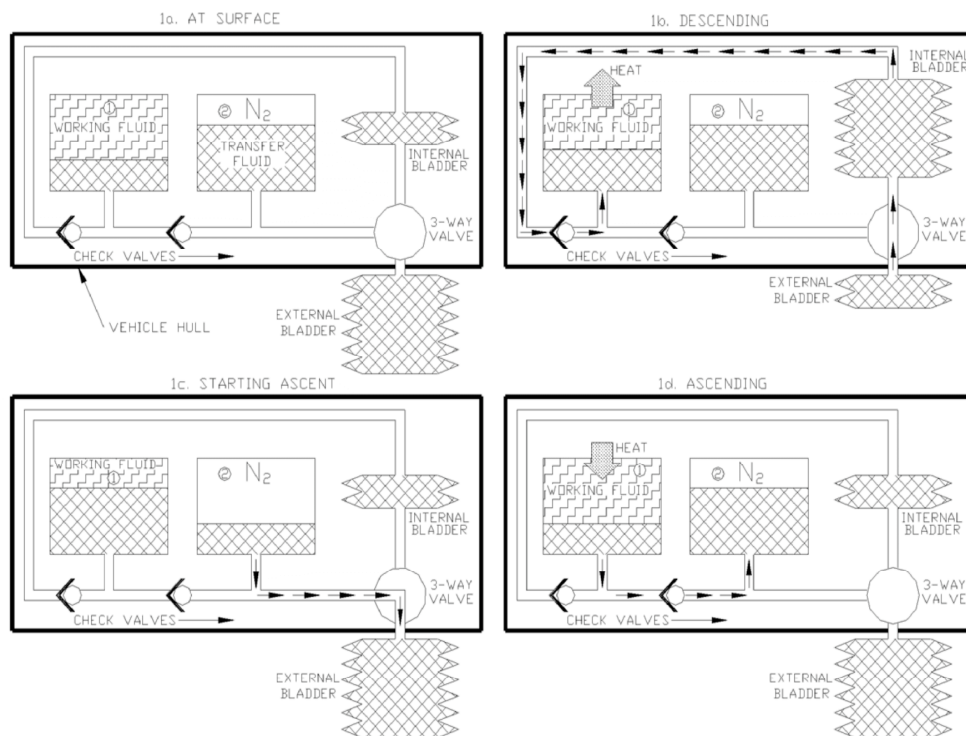 1a. AT SURFACE
WORKING FLUID
①
② N2
TRANSFER
FLUID
INTERNAL
BLADDER
3-WAY
VALVE
CHECK VALVES
EXTERNAL
BLADDER
VEHICLE HULL
1b. DESCENDING
HEAT
①
WORKING FLUID
② N2
INTERNAL
BLADDER
3-WAY
VALVE
CHECK VALVES
EXTERNAL
BLADDER
1c. STARTING ASCENT
WORKING FLUID
①
② N2
INTERNAL
BLADDER
3-WAY
VALVE
CHECK VALVES
EXTERNAL
BLADDER
1d. ASCENDING
HEAT
①
WORKING FLUID
② N2
INTERNAL
BLADDER
3-WAY
VALVE
CHECK VALVES
EXTERNAL
BLADDER